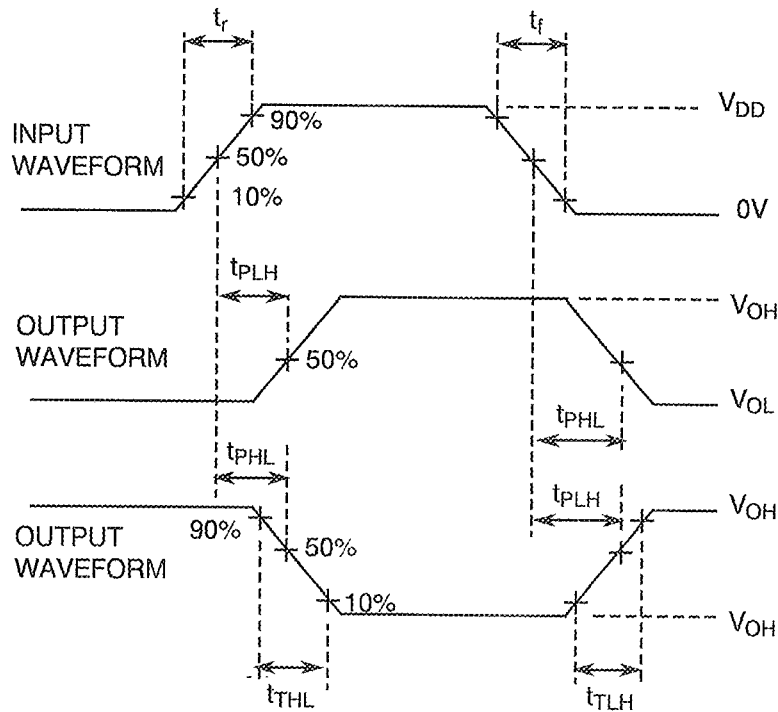 tr
tf
VDD
INPUT
WAVEFORM
90%
50%
10%
0V
tPLH
OUTPUT
WAVEFORM
50%
VOH
VOL
tPHL
tPHL
tPLH
OUTPUT
WAVEFORM
90%
50%
10%
VOH
VOH
tTHL
tTLH